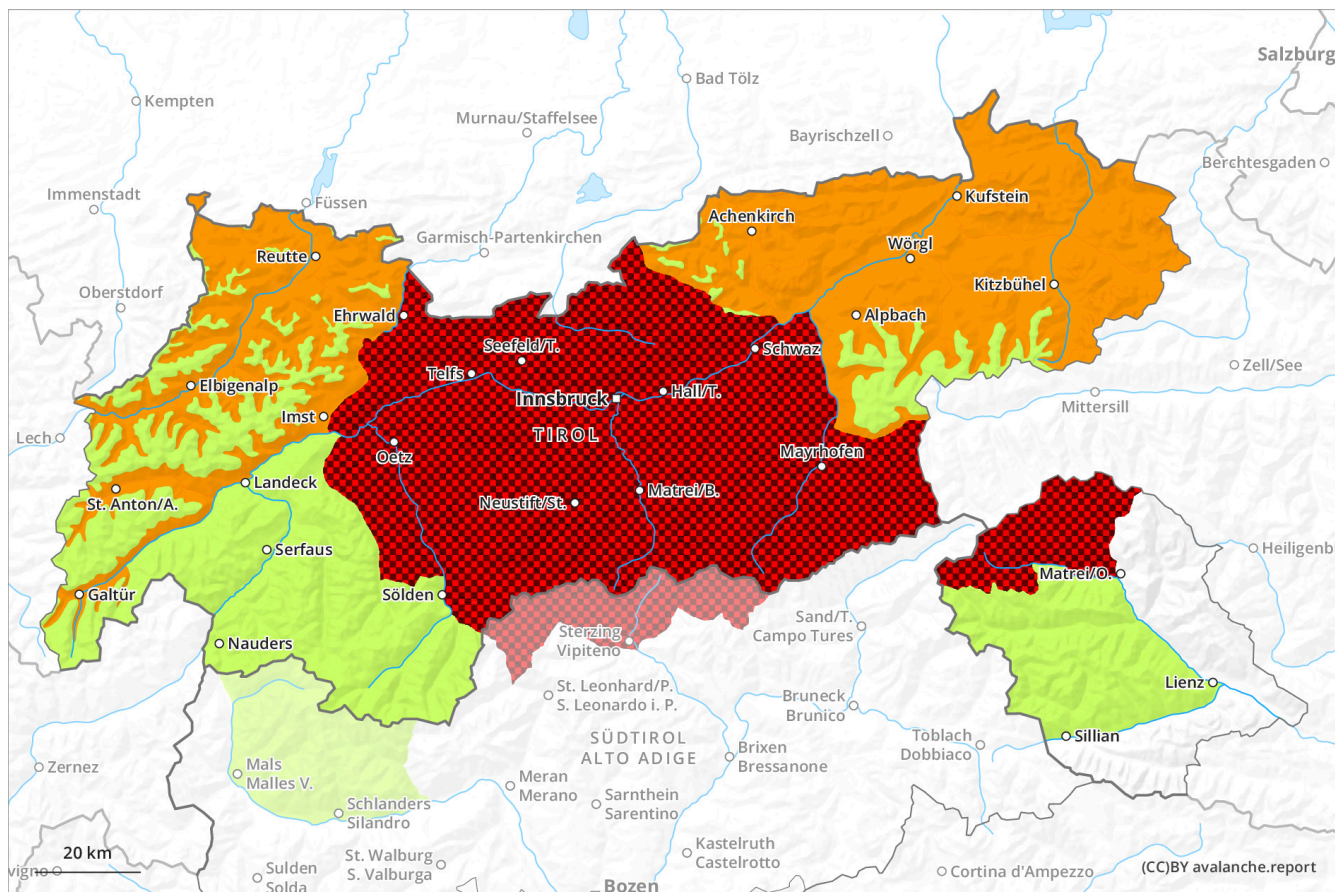 Salzburg
Bad Tölz
Kempten
Murnau/Staffelsee
Bayrischzell
Berchtesgaden
Immenstadt
Füssen
Kufstein
Achenkirch
Garmisch-Partenkirchen
Wörgl
Reutte
Kitzbühel
Oberstdorf
Ehrwald
Alpbach
Seefeld/T.
Schwaz
Zell/See
Telfs
Elbigenalp
Hall/T.
Innsbruck
Mittersill
Imst
Lech
TIROL
Oetz
Mayrhofen
Landeck
Matrei/B.
St. Anton/A.
Neustift/St.
Serfaus
Heiligenb
Matrei/O.
Galtür
Sölden
Sand/T.
Campo Tures
Sterzing
Vipiteno
Nauders
Lienz
St. Leonhard/P.
S. Leonardo i. P.
Bruneck
Brunico
SÜDTIROL
ALTO ADIGE
Toblach
Dobbiaco
Sillian
Brixen
Bressanone
Zernez
Mals
Malles V.
Meran
Merano
Sarnthein
Sarentino
Schlanders
Silandro
Kastelruth
Castelrotto
20 km
St. Walburg
S. Valburga
vigno
Sulden
Solda
Bozen
Cortina d'Ampezzo
(CC)BY avalanche.report